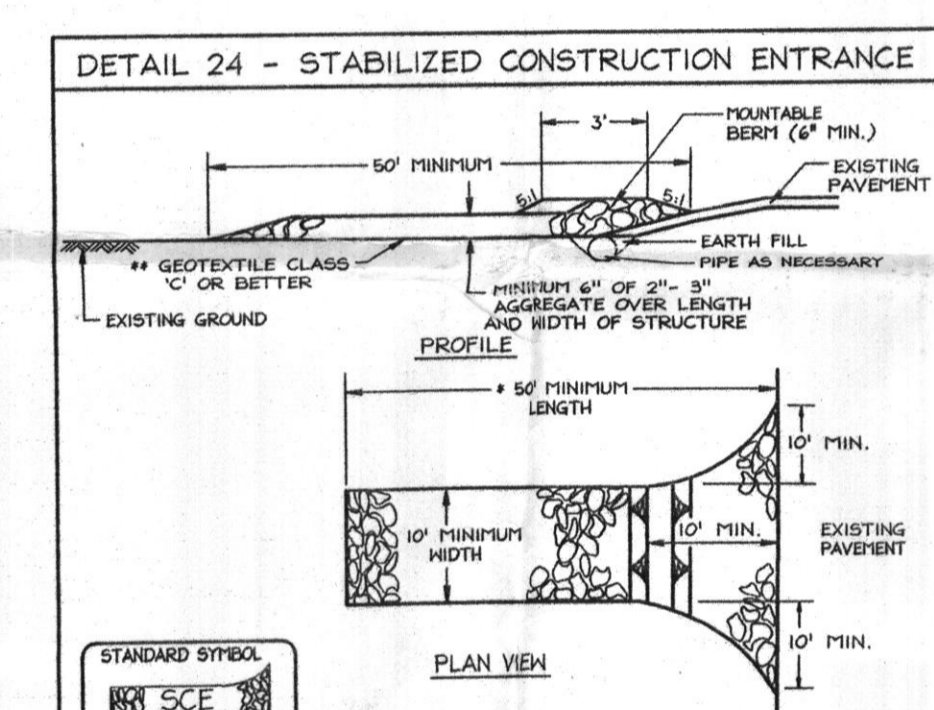 DETAIL 24 - STABILIZED CONSTRUCTION ENTRANCE
3'
MOUNTABLE
BERM (6" MIN.)
50' MINIMUM
EXISTING
PAVEMENT
5:1
5:1
EARTH FILL
PIPE AS NECESSARY
** GEOTEXTILE CLASS
'C' OR BETTER
MINIMUM 6" OF 2"- 3"
AGGREGATE OVER LENGTH
AND WIDTH OF STRUCTURE
EXISTING GROUND
PROFILE
* 50' MINIMUM
LENGTH
10' MIN.
10' MINIMUM
WIDTH
10' MIN.
EXISTING
PAVEMENT
10' MIN.
STANDARD SYMBOL
SCE
PLAN VIEW